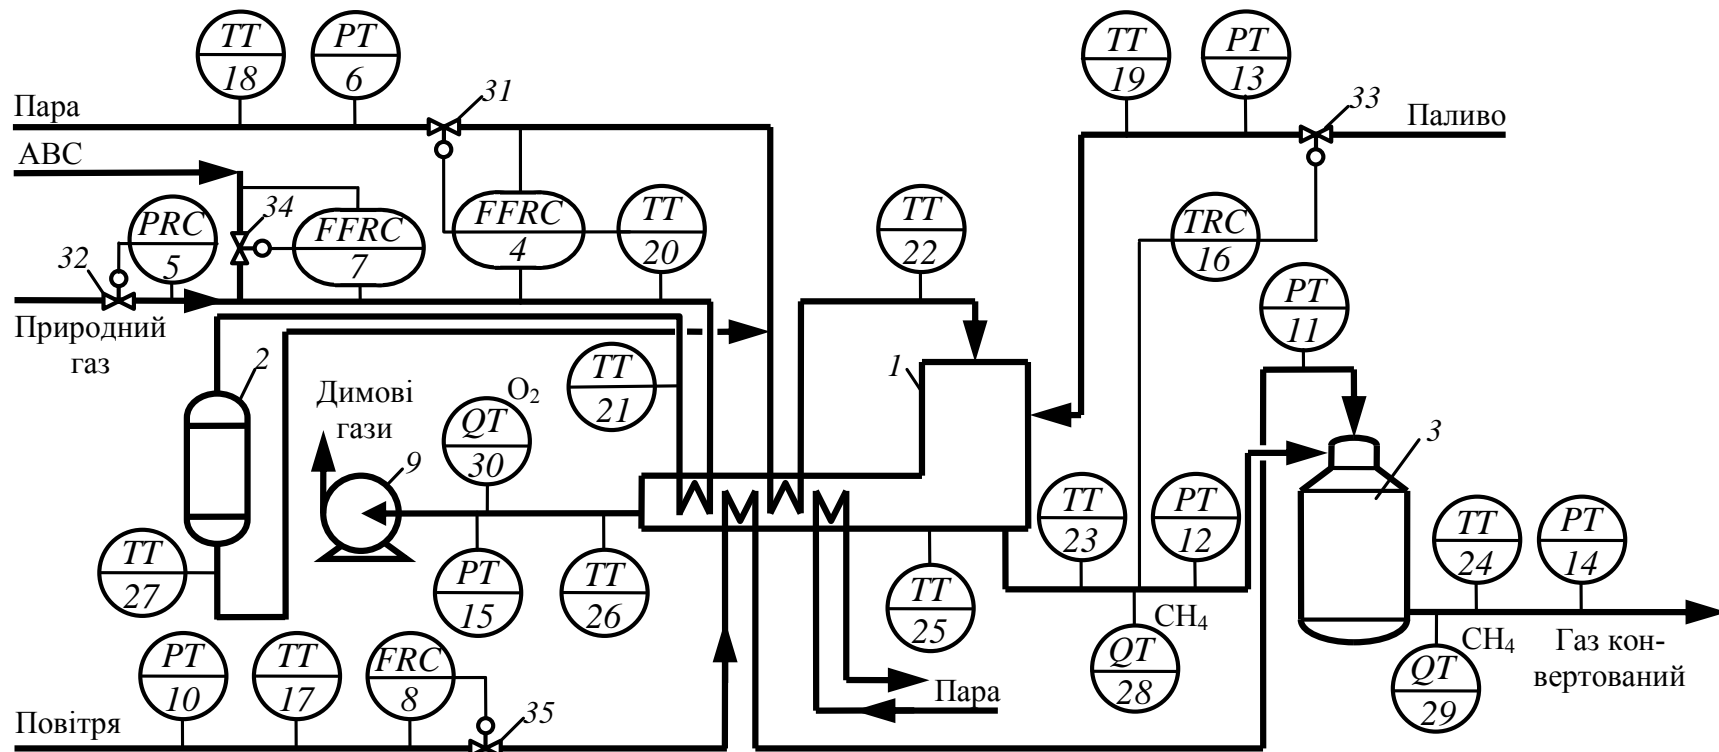 TT
18
PT
6
31
TT
19
PT
13
33
Пара
Паливо
АВС
PRC
5
34
FFRC
7
FFRC
4
TT
20
TT
22
TRC
16
32
Природний
газ
PT
11
2
TT
21
1
Димові
гази
O₂
QT
30
9
3
TT
23
PT
12
TT
24
PT
14
TT
27
PT
15
TT
26
TT
25
CH₄
QT
28
CH₄
Газ кон-
вертований
QT
29
PT
10
TT
17
FRC
8
Пара
Повітря
35